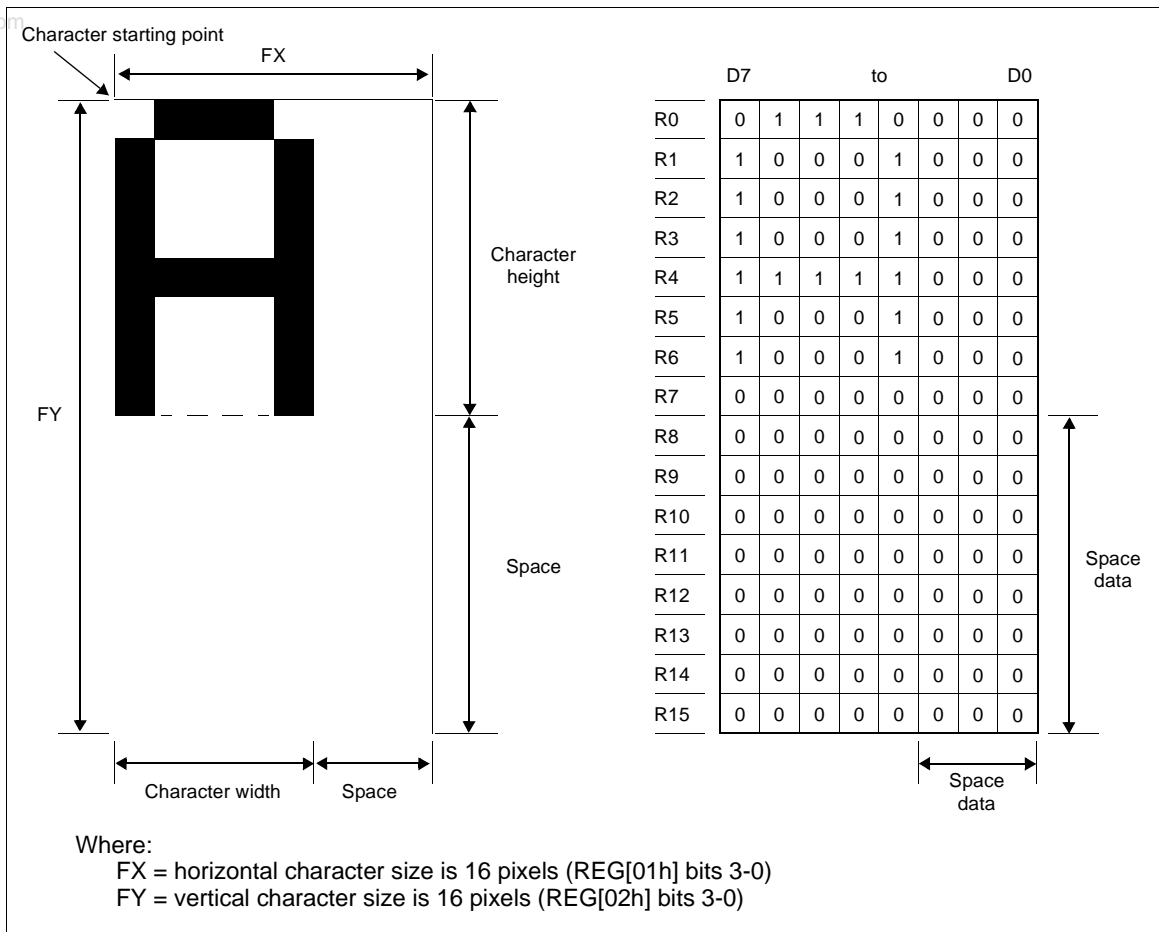 om
Character starting point
FX
D7 to D0
R0 0 1 1 1 0 0 0 0
R1 1 0 0 0 1 0 0 0
R2 1 0 0 0 1 0 0 0
R3 1 0 0 0 1 0 0 0
Character
height
R4 1 1 1 1 1 0 0 0
R5 1 0 0 0 1 0 0 0
R6 1 0 0 0 1 0 0 0
R7 0 0 0 0 0 0 0 0
FY
R8 0 0 0 0 0 0 0 0
R9 0 0 0 0 0 0 0 0
R10 0 0 0 0 0 0 0 0
R11 0 0 0 0 0 0 0 0
Space
Space
data
R12 0 0 0 0 0 0 0 0
R13 0 0 0 0 0 0 0 0
R14 0 0 0 0 0 0 0 0
R15 0 0 0 0 0 0 0 0
Character width Space
Space
data
Where:
FX = horizontal character size is 16 pixels (REG[01h] bits 3-0)
FY = vertical character size is 16 pixels (REG[02h] bits 3-0)